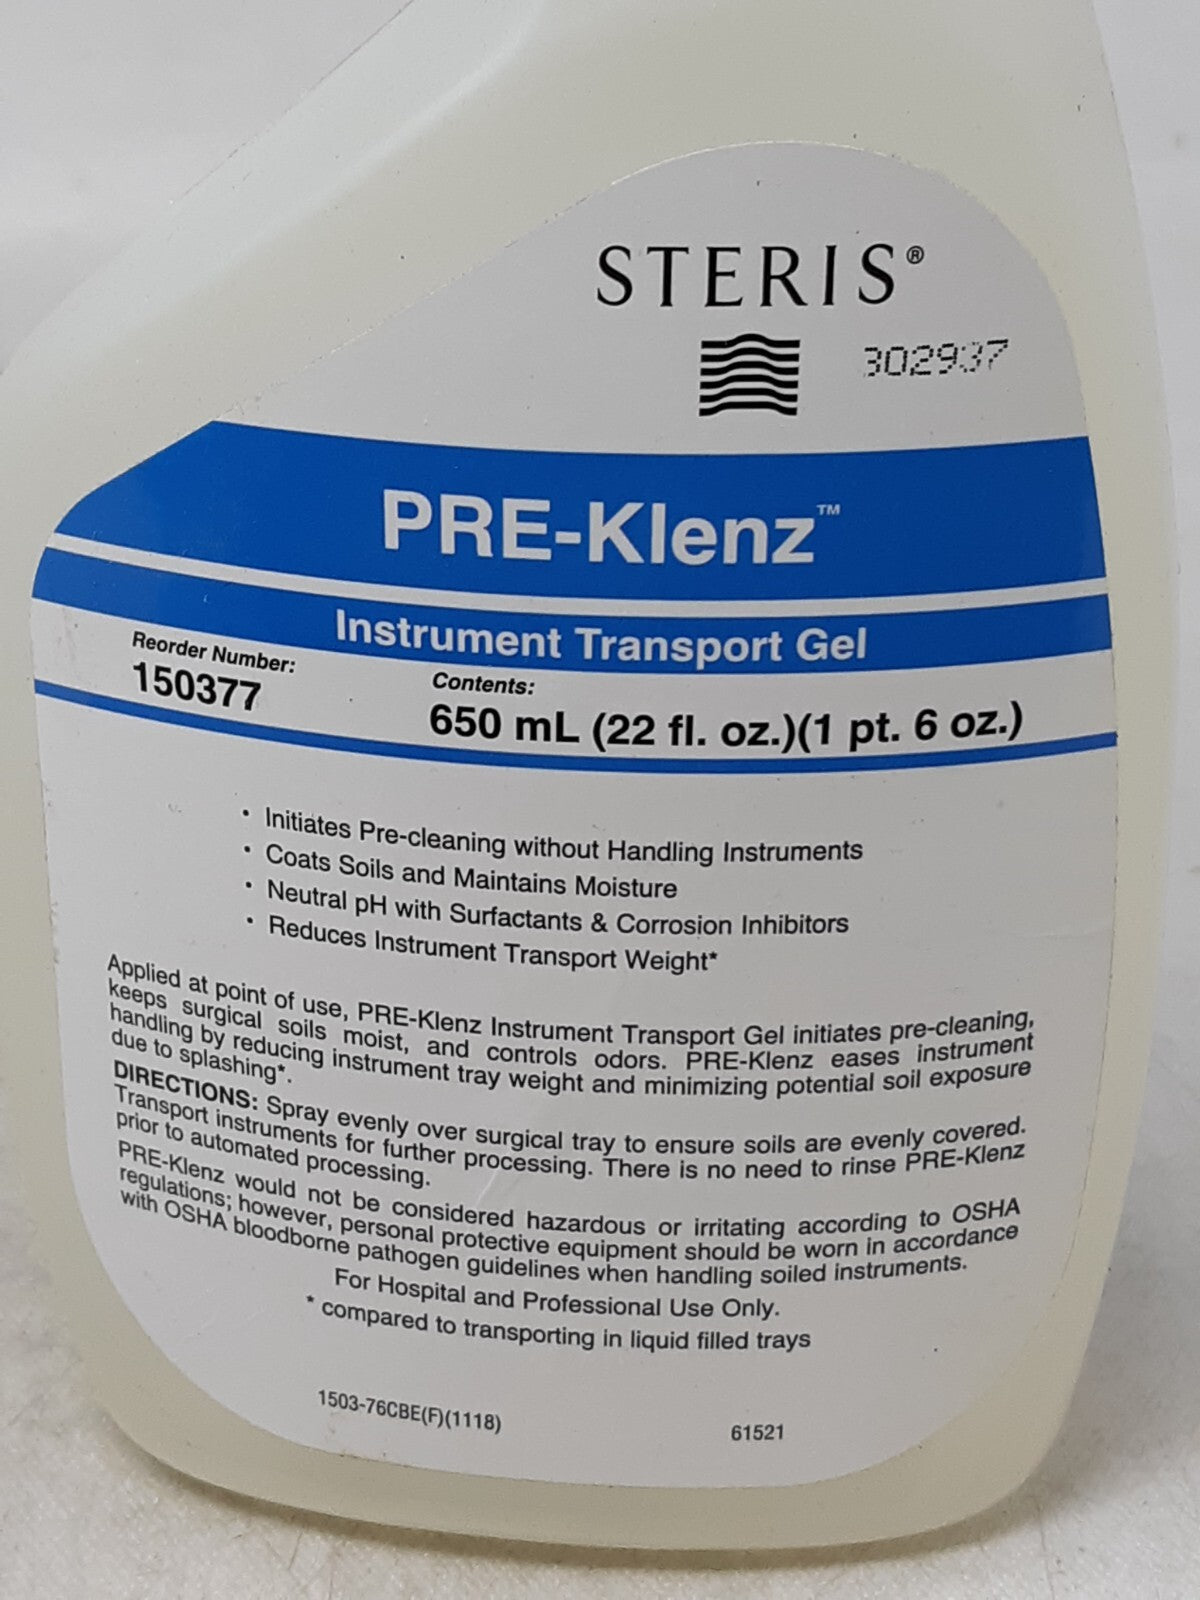 STERIS®
302937
PRE-Klenz™
Instrument Transport Gel
Reorder Number:
150377
Contents:
650 mL (22 fl. oz.)(1 pt. 6 oz.)
• Initiates Pre-cleaning without Handling Instruments
• Coats Soils and Maintains Moisture
• Neutral pH with Surfactants & Corrosion Inhibitors
• Reduces Instrument Transport Weight*
Applied at point of use, PRE-Klenz Instrument Transport Gel initiates pre-cleaning,
keeps surgical soils moist, and controls odors. PRE-Klenz eases instrument
handling by reducing instrument tray weight and minimizing potential soil exposure
due to splashing*.
DIRECTIONS: Spray evenly over surgical tray to ensure soils are evenly covered.
Transport instruments for further processing. There is no need to rinse PRE-Klenz
prior to automated processing.
PRE-Klenz would not be considered hazardous or irritating according to OSHA
regulations; however, personal protective equipment should be worn in accordance
with OSHA bloodborne pathogen guidelines when handling soiled instruments.
For Hospital and Professional Use Only.
* compared to transporting in liquid filled trays
1503-76CBE(F)(1118)
61521